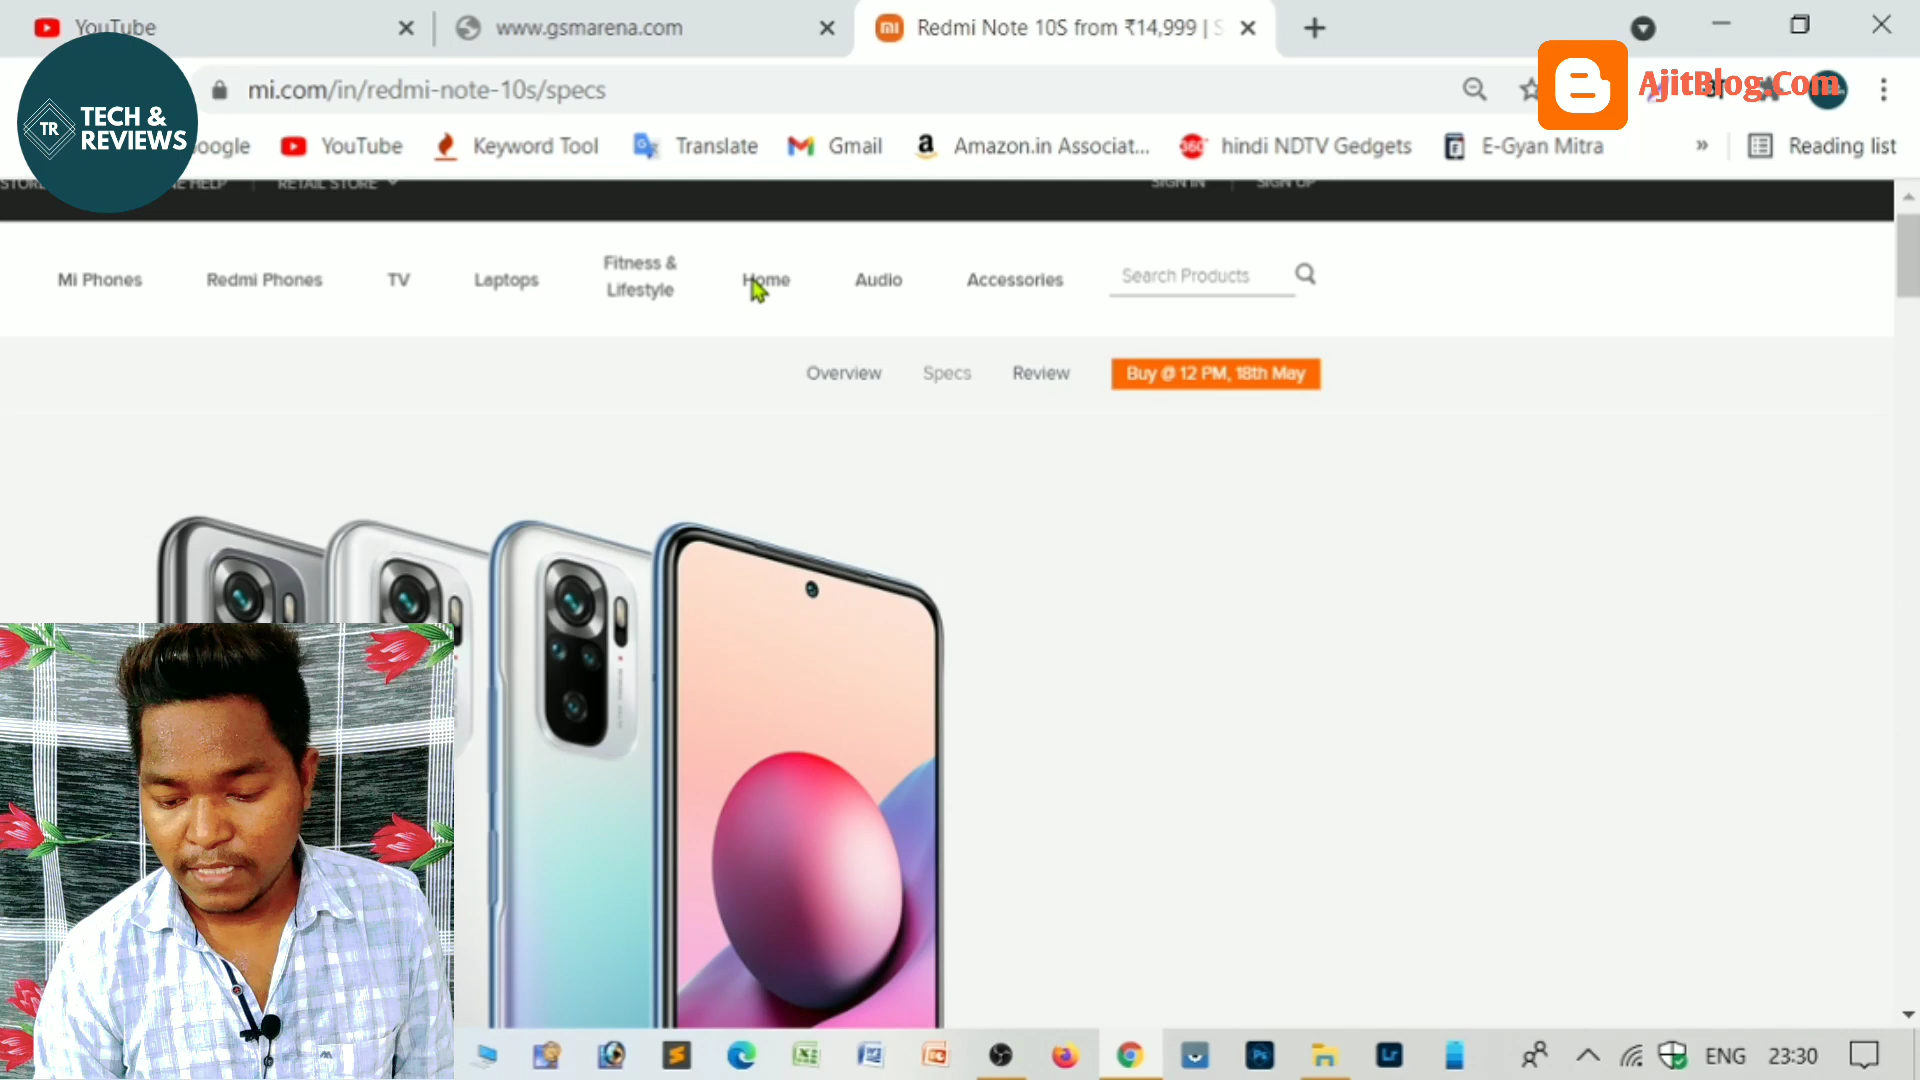 YouTube
www.gsmarena.com
Redmi Note 10S from ₹14,999 | S
mi.com/in/redmi-note-10s/specs
AjitBlog.Com
TR
TECH &
REVIEWS
oogle
YouTube
Keyword Tool
Translate
Gmail
Amazon.in Associat...
hindi NDTV Gadgets
E-Gyan Mitra
»
Reading list
RETAIL STORE
SIGN IN
SIGN UP
Mi Phones
Redmi Phones
TV
Laptops
Fitness &
Lifestyle
Home
Audio
Accessories
Search Products
Overview
Specs
Review
Buy @ 12 PM, 18th May
ENG
23:30